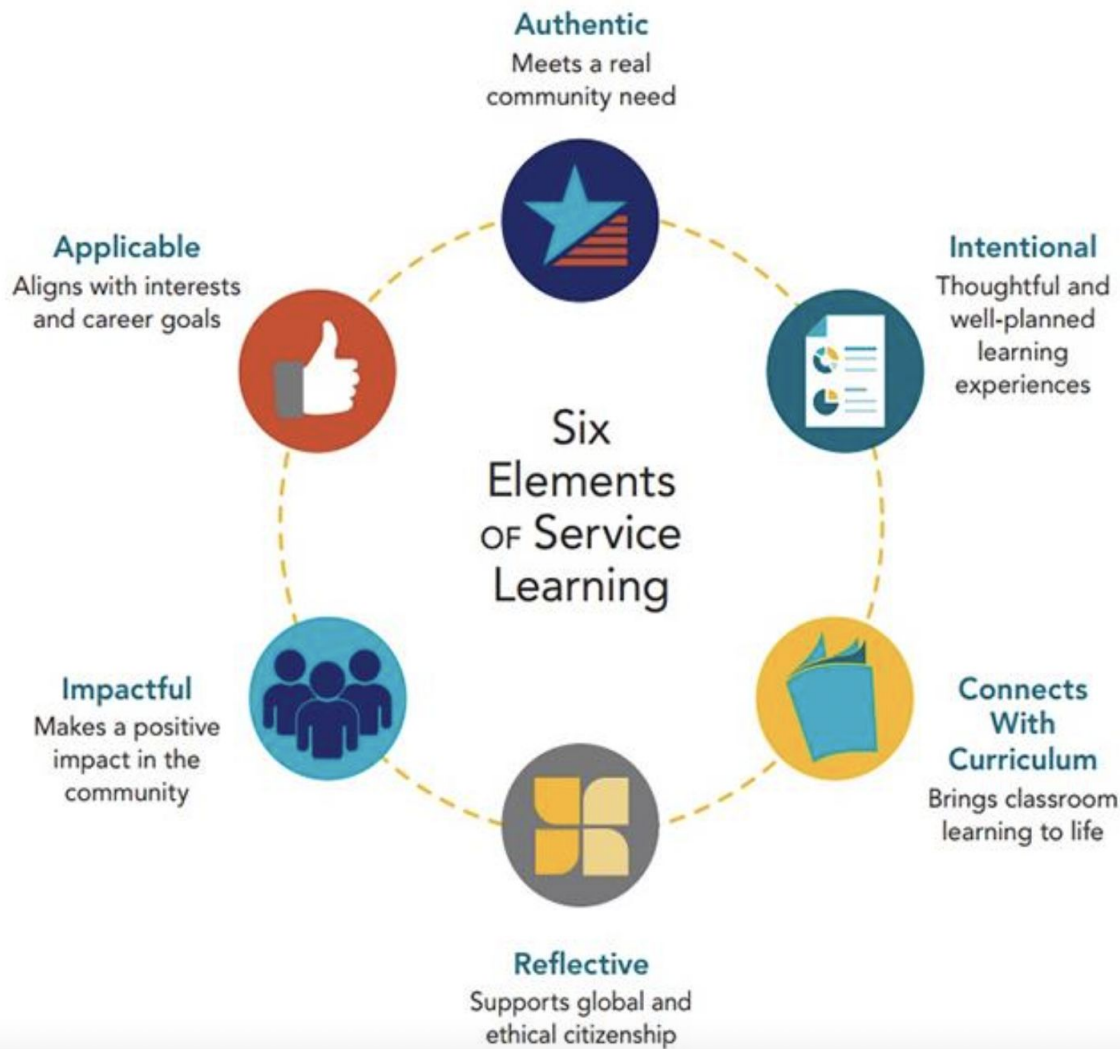 Authentic
Meets a real
community need
Intentional
Thoughtful and
well-planned
learning
experiences
Connects
With
Curriculum
Brings classroom
learning to life
Reflective
Supports global and
ethical citizenship
Impactful
Makes a positive
impact in the
community
Applicable
Aligns with interests
and career goals
Six
Elements
OF Service
Learning